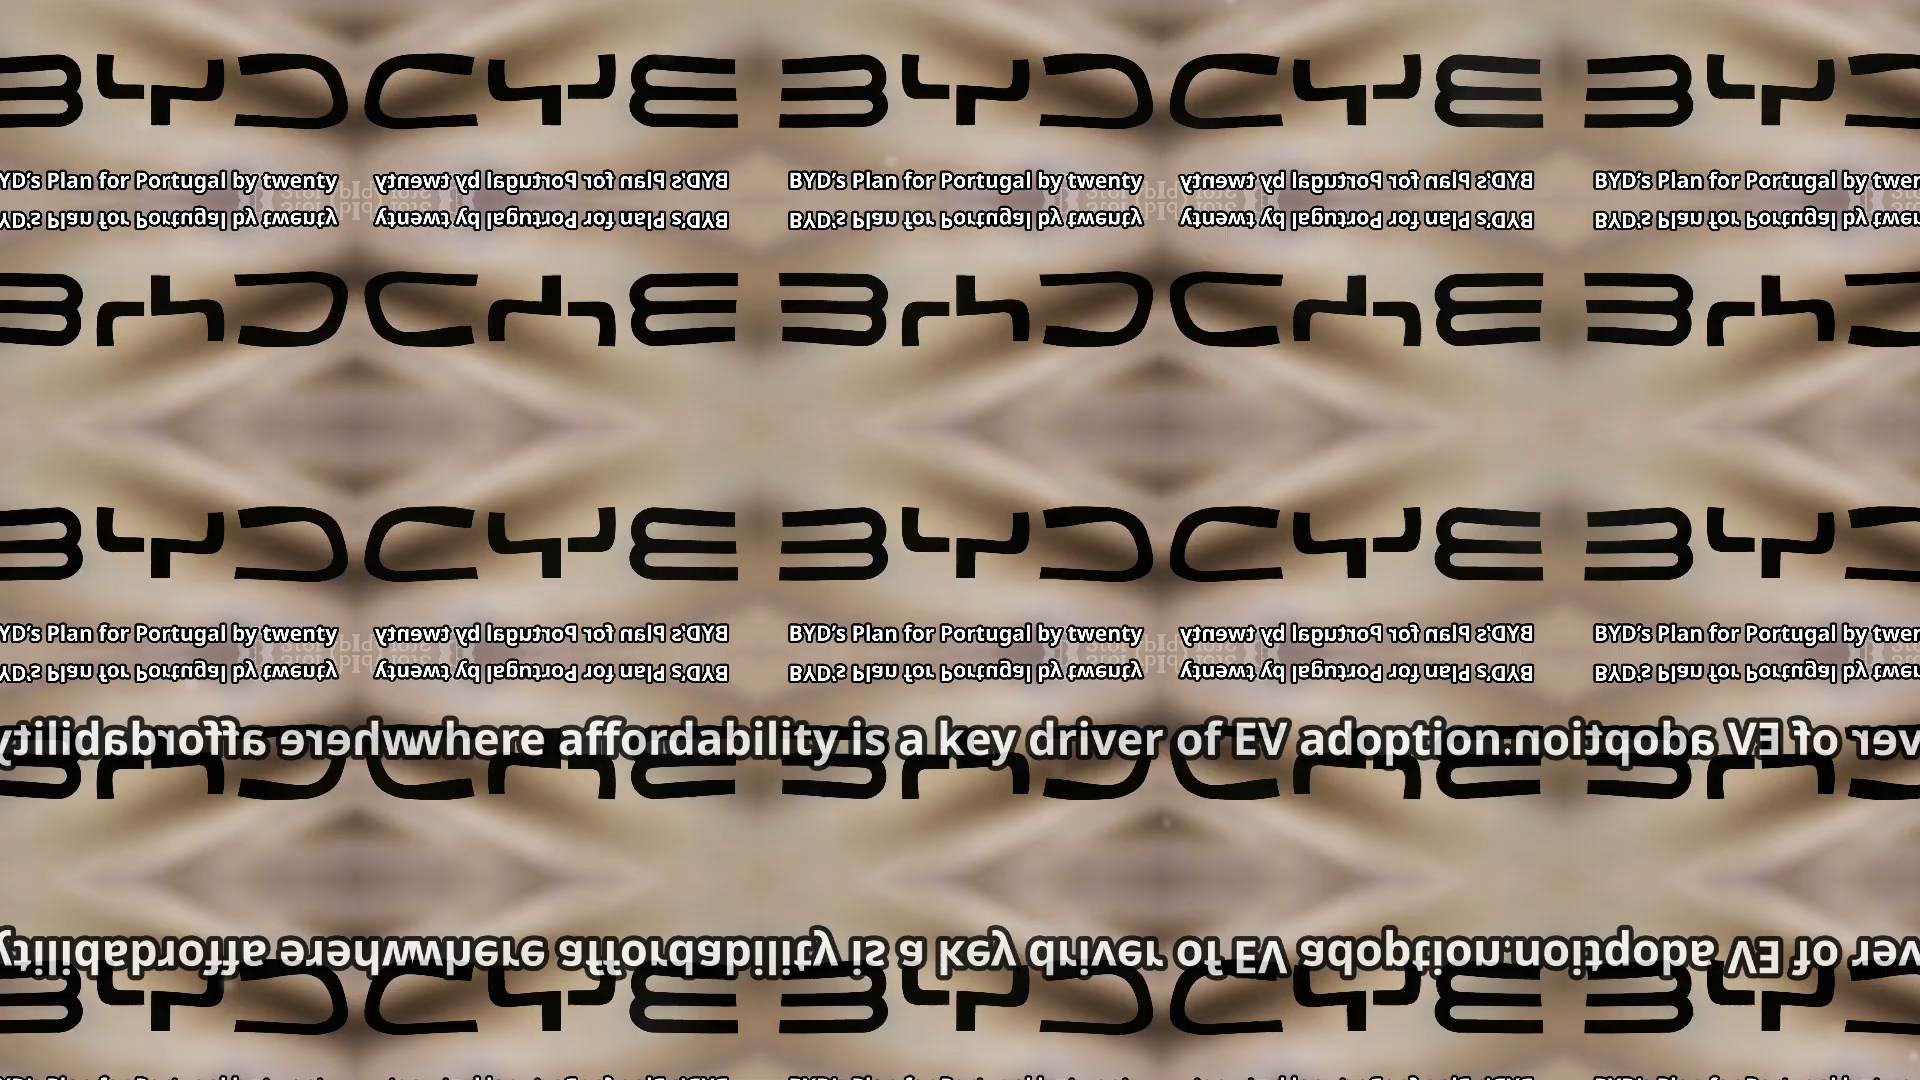 BYD
BYD's Plan for Portugal by twenty
where affordability is a key driver of EV adoption.